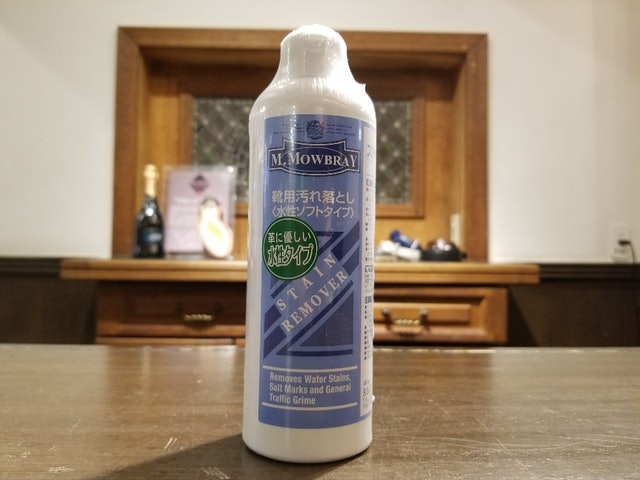 M. MOWBRAY
靴用汚れ落とし
〈水性ソフトタイプ〉
革に優しい
水性タイプ
STAIN
REMOVER
Removes Water Stains,
Salt Marks and General
Traffic Grime